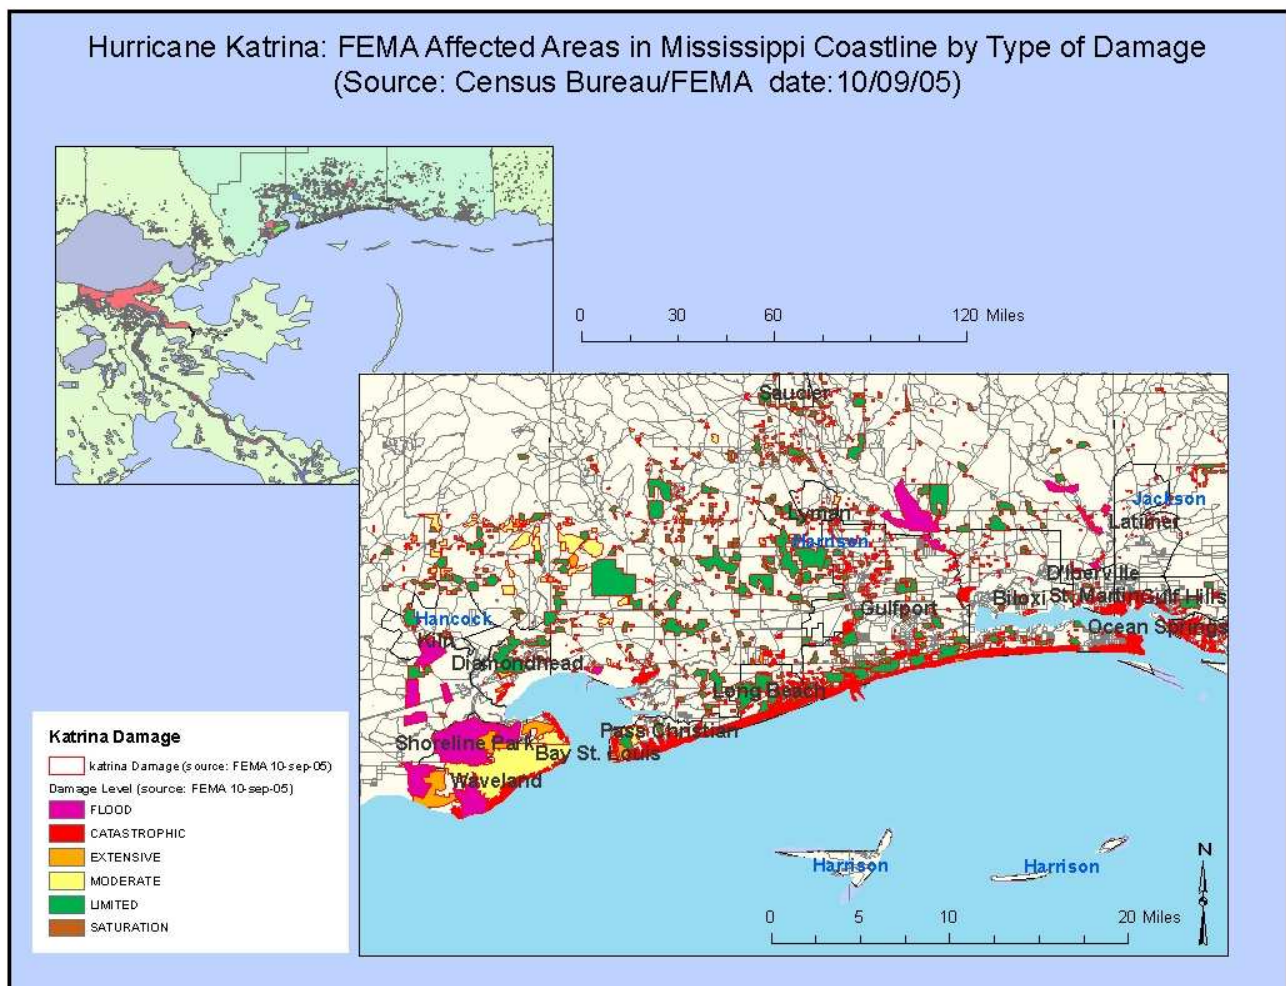 Hurricane Katrina: FEMA Affected Areas in Mississippi Coastline by Type of Damage
(Source: Census Bureau/FEMA date:10/09/05)
0 30 60 120 Miles
Saucier
Jackson
Lyman
Latimer
Harrison
D'Iberville
Biloxi
St. Martin
Gulf Hills
Gulfport
Hancock
Ocean Springs
Kiln
Diamondhead
Long Beach
Pass Christian
Shoreline Park
Bay St. Louis
Waveland
Harrison
Harrison
N
0 5 10 20 Miles
Katrina Damage
katrina Damage (source: FEMA 10-sep-05)
Damage Level (source: FEMA 10-sep-05)
FLOOD
CATASTROPHIC
EXTENSIVE
MODERATE
LIMITED
SATURATION